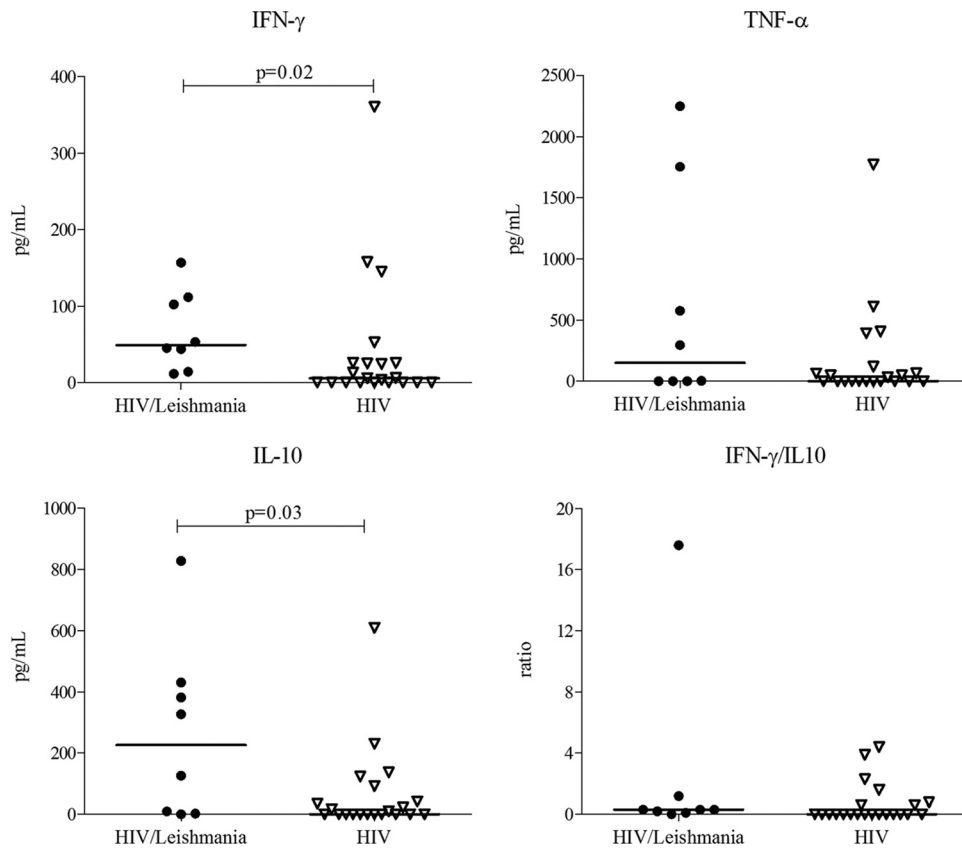 IFN-γ
p=0.02
400
300
200
100
0
pg/mL
HIV/Leishmania
HIV
TNF-α
2500
2000
1500
1000
500
0
pg/mL
HIV/Leishmania
HIV
IL-10
p=0.03
1000
800
600
400
200
0
pg/mL
HIV/Leishmania
HIV
IFN-γ/IL10
20
16
12
8
4
0
ratio
HIV/Leishmania
HIV